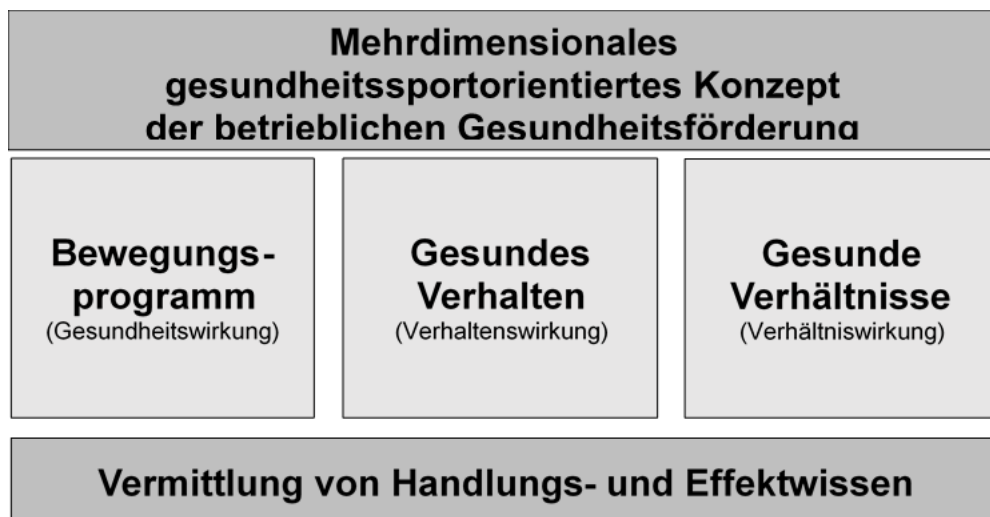 Mehrdimensionales
gesundheitssportorientiertes Konzept
der betrieblichen Gesundheitsförderung
Bewegungs-
programm
(Gesundheitswirkung)
Gesundes
Verhalten
(Verhaltenswirkung)
Gesunde
Verhältnisse
(Verhältniswirkung)
Vermittlung von Handlungs- und Effektwissen